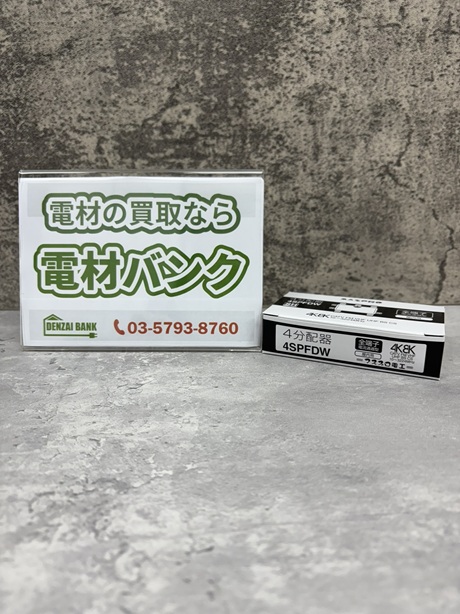 電材の買取なら
電材バンク
DENZAI BANK
03-5793-8760
4SPFDW
4分配器
4SPFDW
全端子
4K8K